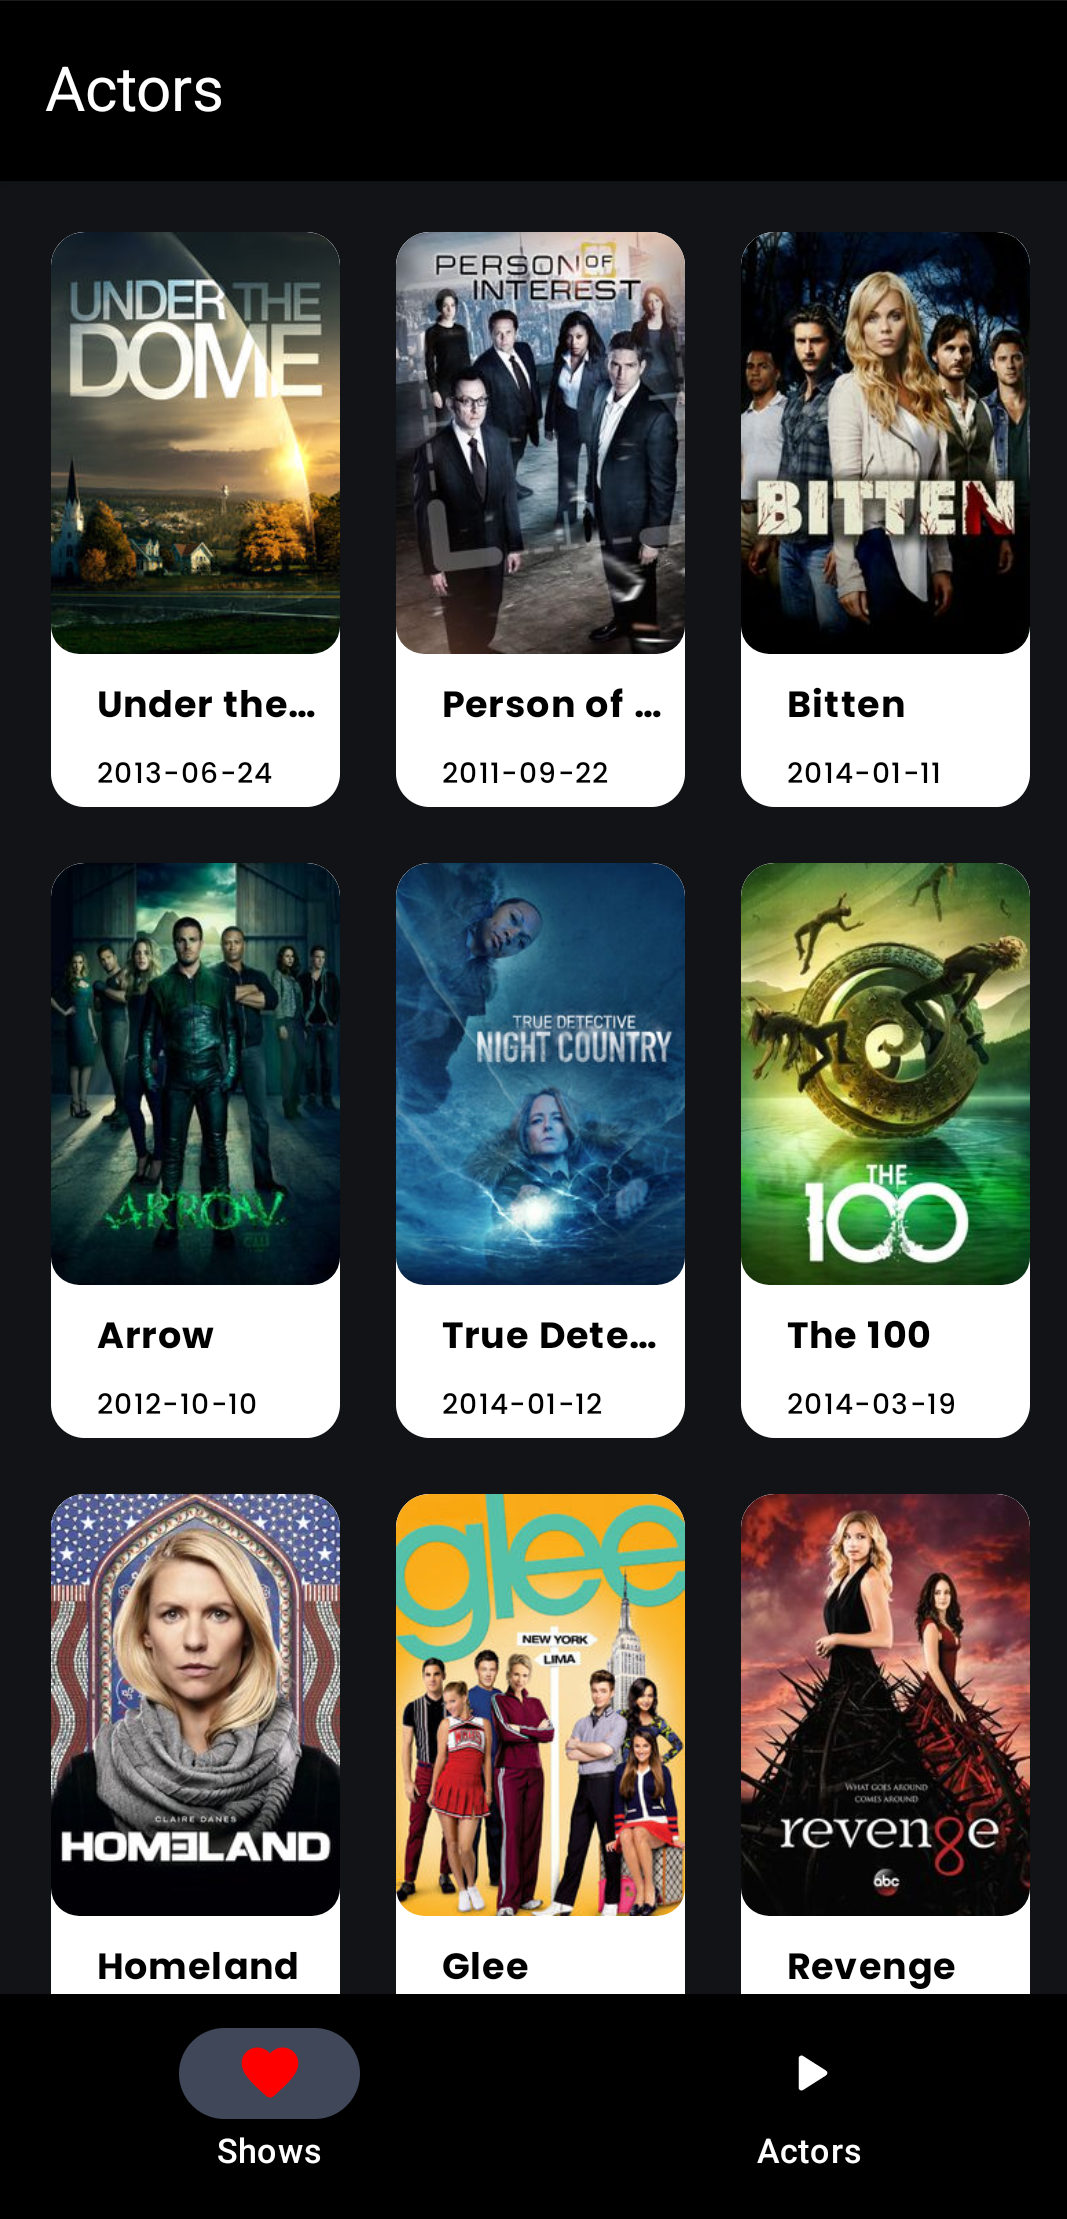 Actors
UNDER THE
DOME
PERSON OF
INTEREST
BITTEN
Under the...
Person of ...
Bitten
2013-06-24
2011-09-22
2014-01-11
ARROW
CW
TRUE DETECTIVE
NIGHT COUNTRY
THE
100
Arrow
True Dete...
The 100
2012-10-10
2014-01-12
2014-03-19
CLAIRE DANES
HOMELAND
glee
NEW YORK
LIMA
WHAT GOES AROUND
COMES AROUND
revenge
abc
Homeland
Glee
Revenge
Shows
Actors